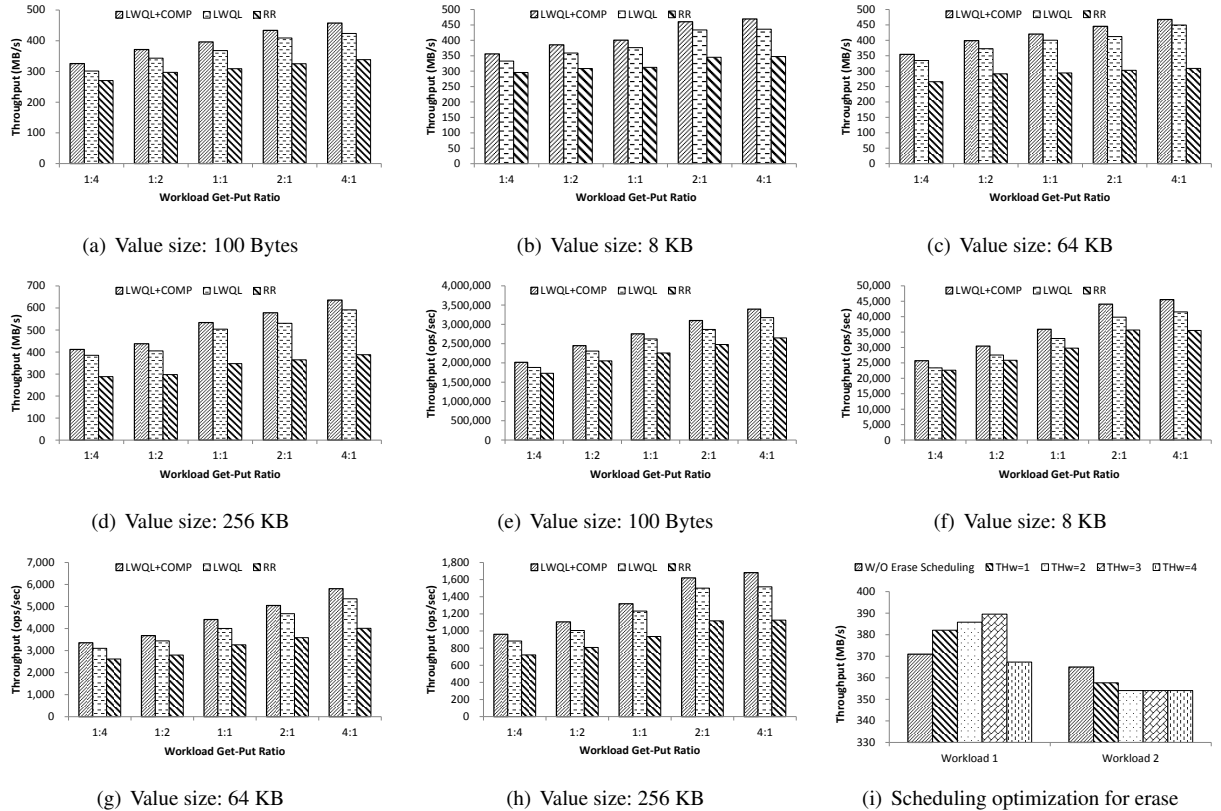 LWQL+COMP LWQL RR
500
400
300
200
100
0
Throughput (MB/s)
1:4 1:2 1:1 2:1 4:1
Workload Get-Put Ratio
(a) Value size: 100 Bytes
LWQL+COMP LWQL RR
500
450
400
350
300
250
200
150
100
50
0
Throughput (MB/s)
1:4 1:2 1:1 2:1 4:1
Workload Get-Put Ratio
(b) Value size: 8 KB
LWQL+COMP LWQL RR
500
450
400
350
300
250
200
150
100
50
0
Throughput (MB/s)
1:4 1:2 1:1 2:1 4:1
Workload Get-Put Ratio
(c) Value size: 64 KB
LWQL+COMP LWQL RR
700
600
500
400
300
200
100
0
Throughput (MB/s)
1:4 1:2 1:1 2:1 4:1
Workload Get-Put Ratio
(d) Value size: 256 KB
LWQL+COMP LWQL RR
4,000,000
3,500,000
3,000,000
2,500,000
2,000,000
1,500,000
1,000,000
500,000
0
Throughput (ops/sec)
1:4 1:2 1:1 2:1 4:1
Workload Get-Put Ratio
(e) Value size: 100 Bytes
LWQL+COMP LWQL RR
50,000
45,000
40,000
35,000
30,000
25,000
20,000
15,000
10,000
5,000
0
Throughput (ops/sec)
1:4 1:2 1:1 2:1 4:1
Workload Get-Put Ratio
(f) Value size: 8 KB
LWQL+COMP LWQL RR
7,000
6,000
5,000
4,000
3,000
2,000
1,000
0
Throughput (ops/sec)
1:4 1:2 1:1 2:1 4:1
Workload Get-Put Ratio
(g) Value size: 64 KB
LWQL+COMP LWQL RR
1,800
1,600
1,400
1,200
1,000
800
600
400
200
0
Throughput (ops/sec)
1:4 1:2 1:1 2:1 4:1
Workload Get-Put Ratio
(h) Value size: 256 KB
W/O Erase Scheduling THw=1 THw=2 THw=3 THw=4
400
390
380
370
360
350
340
330
Throughput (MB/s)
Workload 1 Workload 2
(i) Scheduling optimization for erase